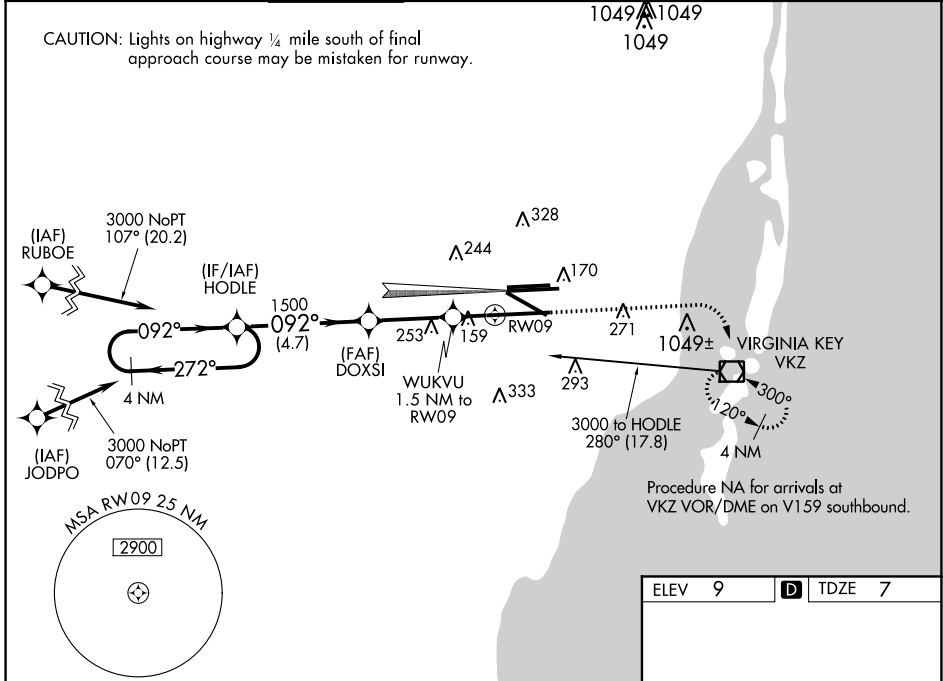 1049 1049
1049
CAUTION: Lights on highway ¼ mile south of final
approach course may be mistaken for runway.
328
3000 NoPT
107° (20.2)
(IAF)
RUBOE
244
(IF/IAF)
HODLE
170
1500
092°
092°
(4.7)
253
159
RW09
271
1049±
VIRGINIA KEY
VKZ
(FAF)
DOXSI
272°
4 NM
WUKVU
1.5 NM to
RW09
333
293
300°
120°
3000 to HODLE
280° (17.8)
4 NM
(IAF)
JODPO
3000 NoPT
070° (12.5)
Procedure NA for arrivals at
VKZ VOR/DME on V159 southbound.
MSA RW09 25 NM
2900
ELEV 9 D TDZE 7